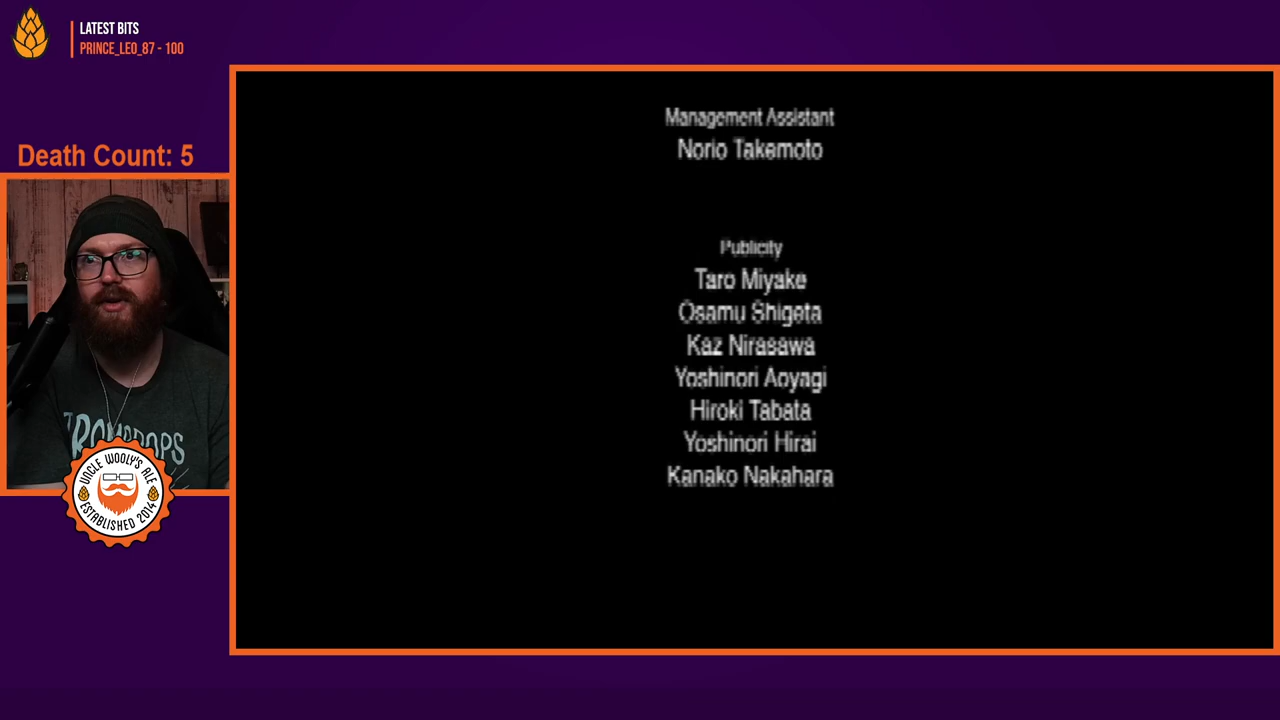 LATEST BITS
PRINCE_LEO_87 - 100
Death Count: 5
Management Assistant
Norio Takemoto
Publicity
Taro Miyake
Osamu Shigeta
Kaz Nirasawa
Yoshinori Aoyagi
Hiroki Tabata
Yoshinori Hirai
Kanako Nakahara
UNCLE WOOLY'S ALE
ESTABLISHED 2014